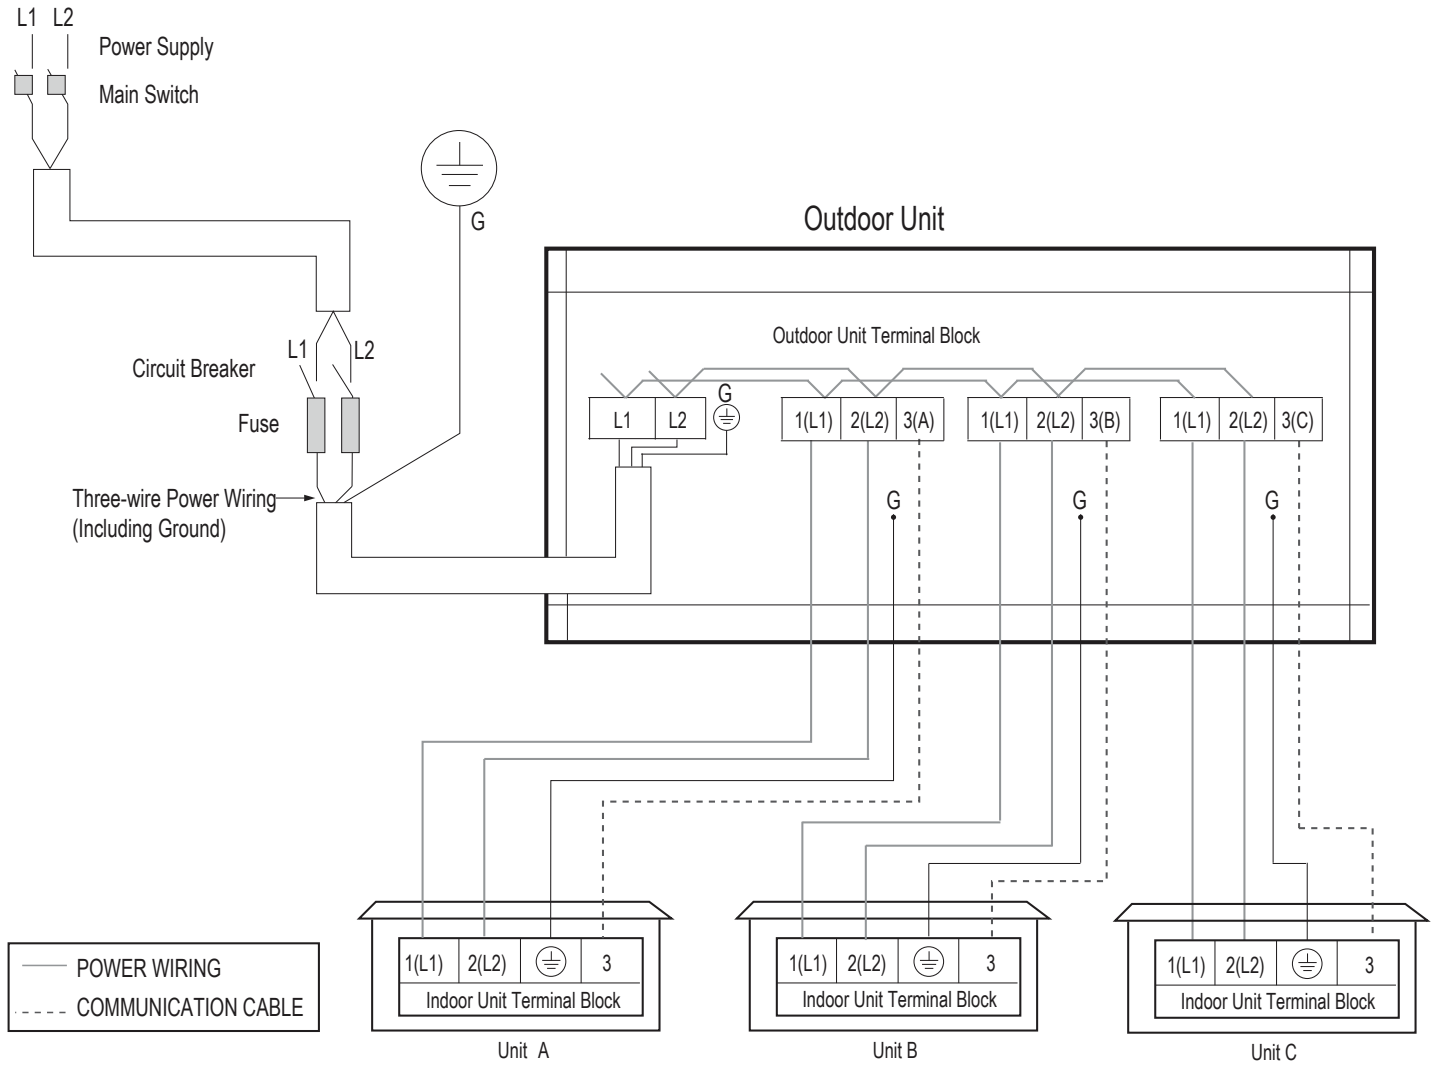 L1 L2
Power Supply
Main Switch
G
Outdoor Unit
Outdoor Unit Terminal Block
L1 L2
Circuit Breaker
Fuse
L1 L2 G
1(L1) 2(L2) 3(A)
1(L1) 2(L2) 3(B)
1(L1) 2(L2) 3(C)
Three-wire Power Wiring
(Including Ground)
G G G
1(L1) 2(L2) 3
Indoor Unit Terminal Block
Unit A
1(L1) 2(L2) 3
Indoor Unit Terminal Block
Unit B
1(L1) 2(L2) 3
Indoor Unit Terminal Block
Unit C
POWER WIRING
COMMUNICATION CABLE